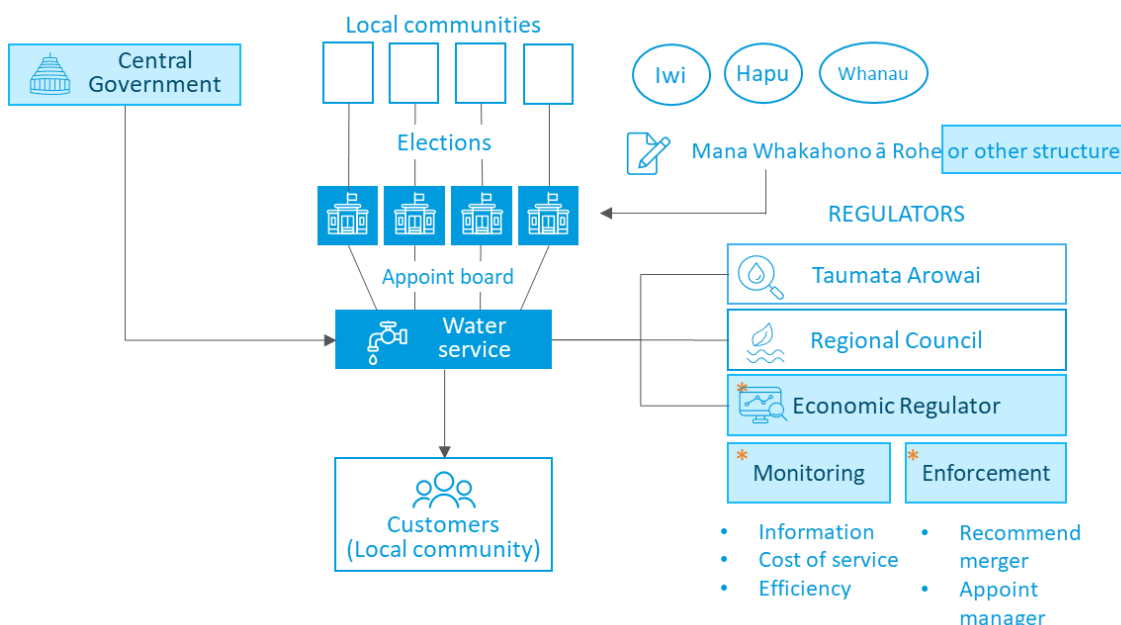 Local communities
Central
Government
Iwi
Hapu
Whanau
Elections
Mana Whakahono ā Rohe or other structure
REGULATORS
Appoint board
Taumata Arowai
Water
service
Regional Council
* Economic Regulator
* Monitoring
* Enforcement
Customers
(Local community)
• Information
• Cost of service
• Efficiency
• Recommend
merger
• Appoint
manager